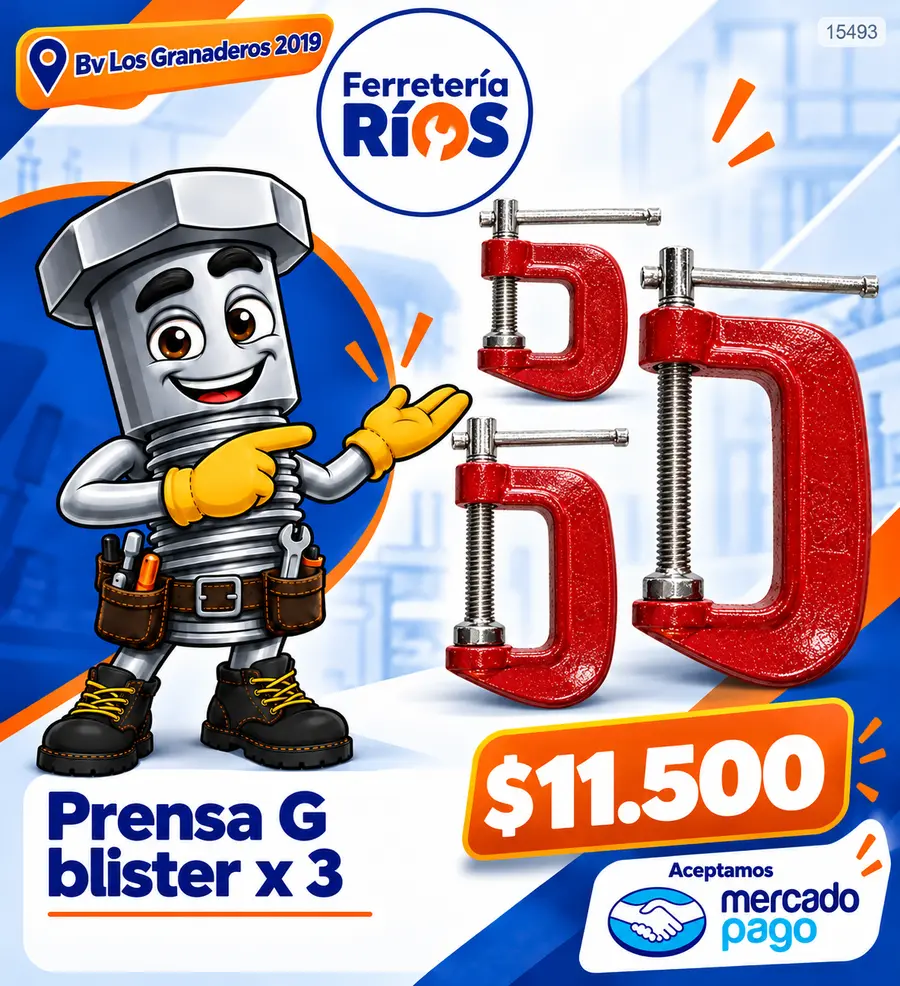 Bv Los Granaderos 2019
15493
Ferretería
RÍOS
Prensa G
blister x 3
$11.500
Aceptamos
mercado
pago